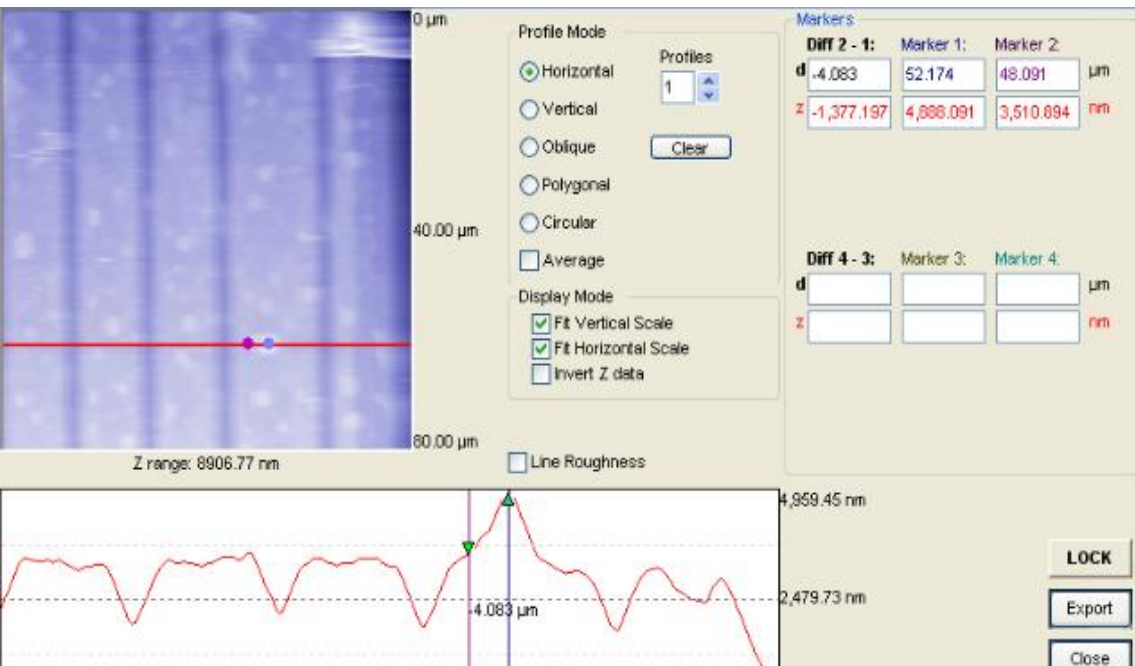 0 µm
40.00 µm
80.00 µm
Z range: 8906.77 nm
Profile Mode
Horizontal
Vertical
Oblique
Polygonal
Circular
Average
Profiles
1
Clear
Display Mode
Fit Vertical Scale
Fit Horizontal Scale
Invert Z data
Line Roughness
Markers
Diff 2 - 1: Marker 1: Marker 2:
d -4.083 52.174 48.091 µm
z -1,377.197 4,888.091 3,510.894 nm
Diff 4 - 3: Marker 3: Marker 4:
d µm
z nm
4,959.45 nm
2,479.73 nm
-4.083 µm
LOCK
Export
Close